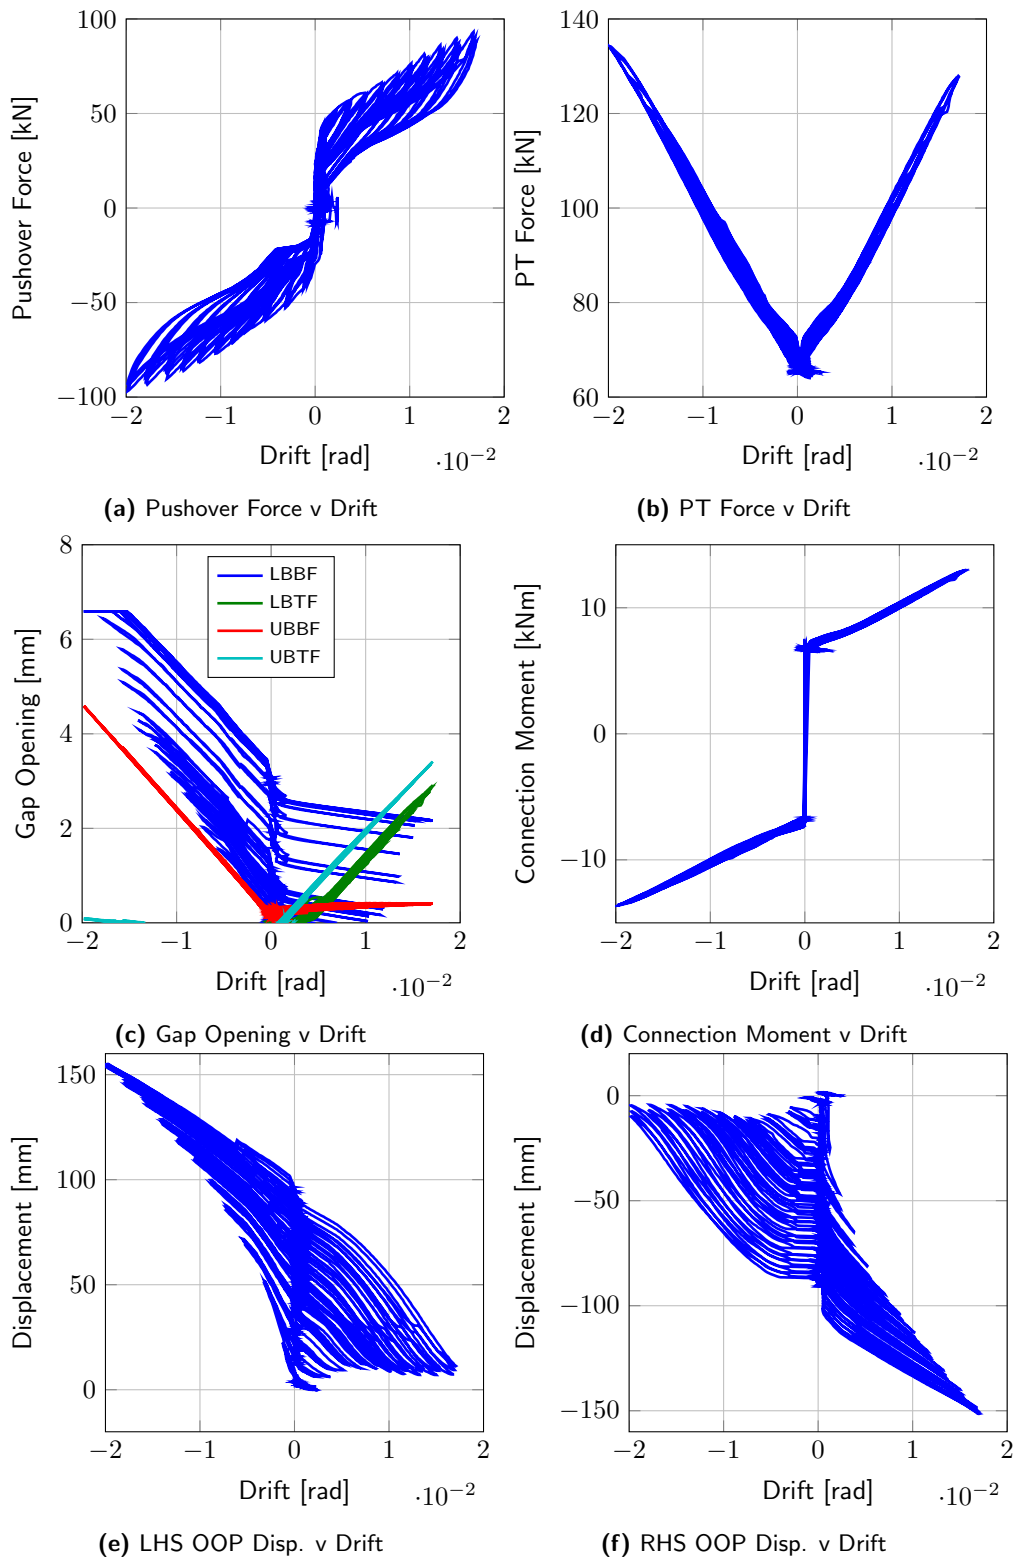 100
50
0
−50
−100
−2
−1
0
1
2
·10−2
Drift [rad]
Pushover Force [kN]
(a) Pushover Force v Drift
140
120
100
80
60
−2
−1
0
1
2
·10−2
Drift [rad]
PT Force [kN]
(b) PT Force v Drift
8
6
4
2
0
−2
−1
0
1
2
·10−2
Drift [rad]
Gap Opening [mm]
LBBF
LBTF
UBBF
UBTF
(c) Gap Opening v Drift
10
0
−10
−2
−1
0
1
2
·10−2
Drift [rad]
Connection Moment [kNm]
(d) Connection Moment v Drift
150
100
50
0
−2
−1
0
1
2
·10−2
Drift [rad]
Displacement [mm]
(e) LHS OOP Disp. v Drift
0
−50
−100
−150
−2
−1
0
1
2
·10−2
Drift [rad]
Displacement [mm]
(f) RHS OOP Disp. v Drift